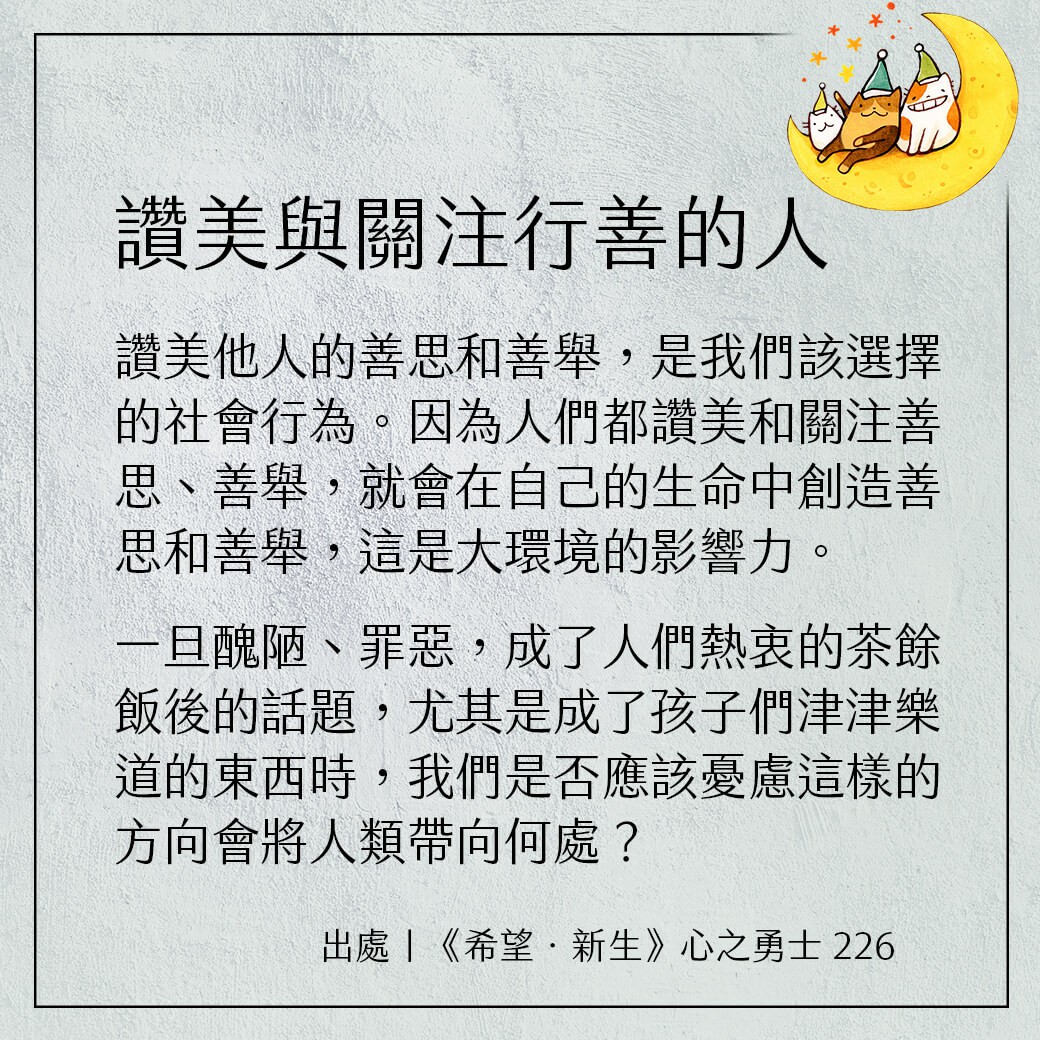 讚美與關注行善的人
讚美他人的善思和善舉，是我們該選擇
的社會行為。因為人們都讚美和關注善
思、善舉，就會在自己的生命中創造善
思和善舉，這是大環境的影響力。
一旦醜陋、罪惡，成了人們熱衷的茶餘
飯後的話題，尤其是成了孩子們津津樂
道的東西時，我們是否應該憂慮這樣的
方向會將人類帶向何處？
出處｜《希望．新生》心之勇士 226